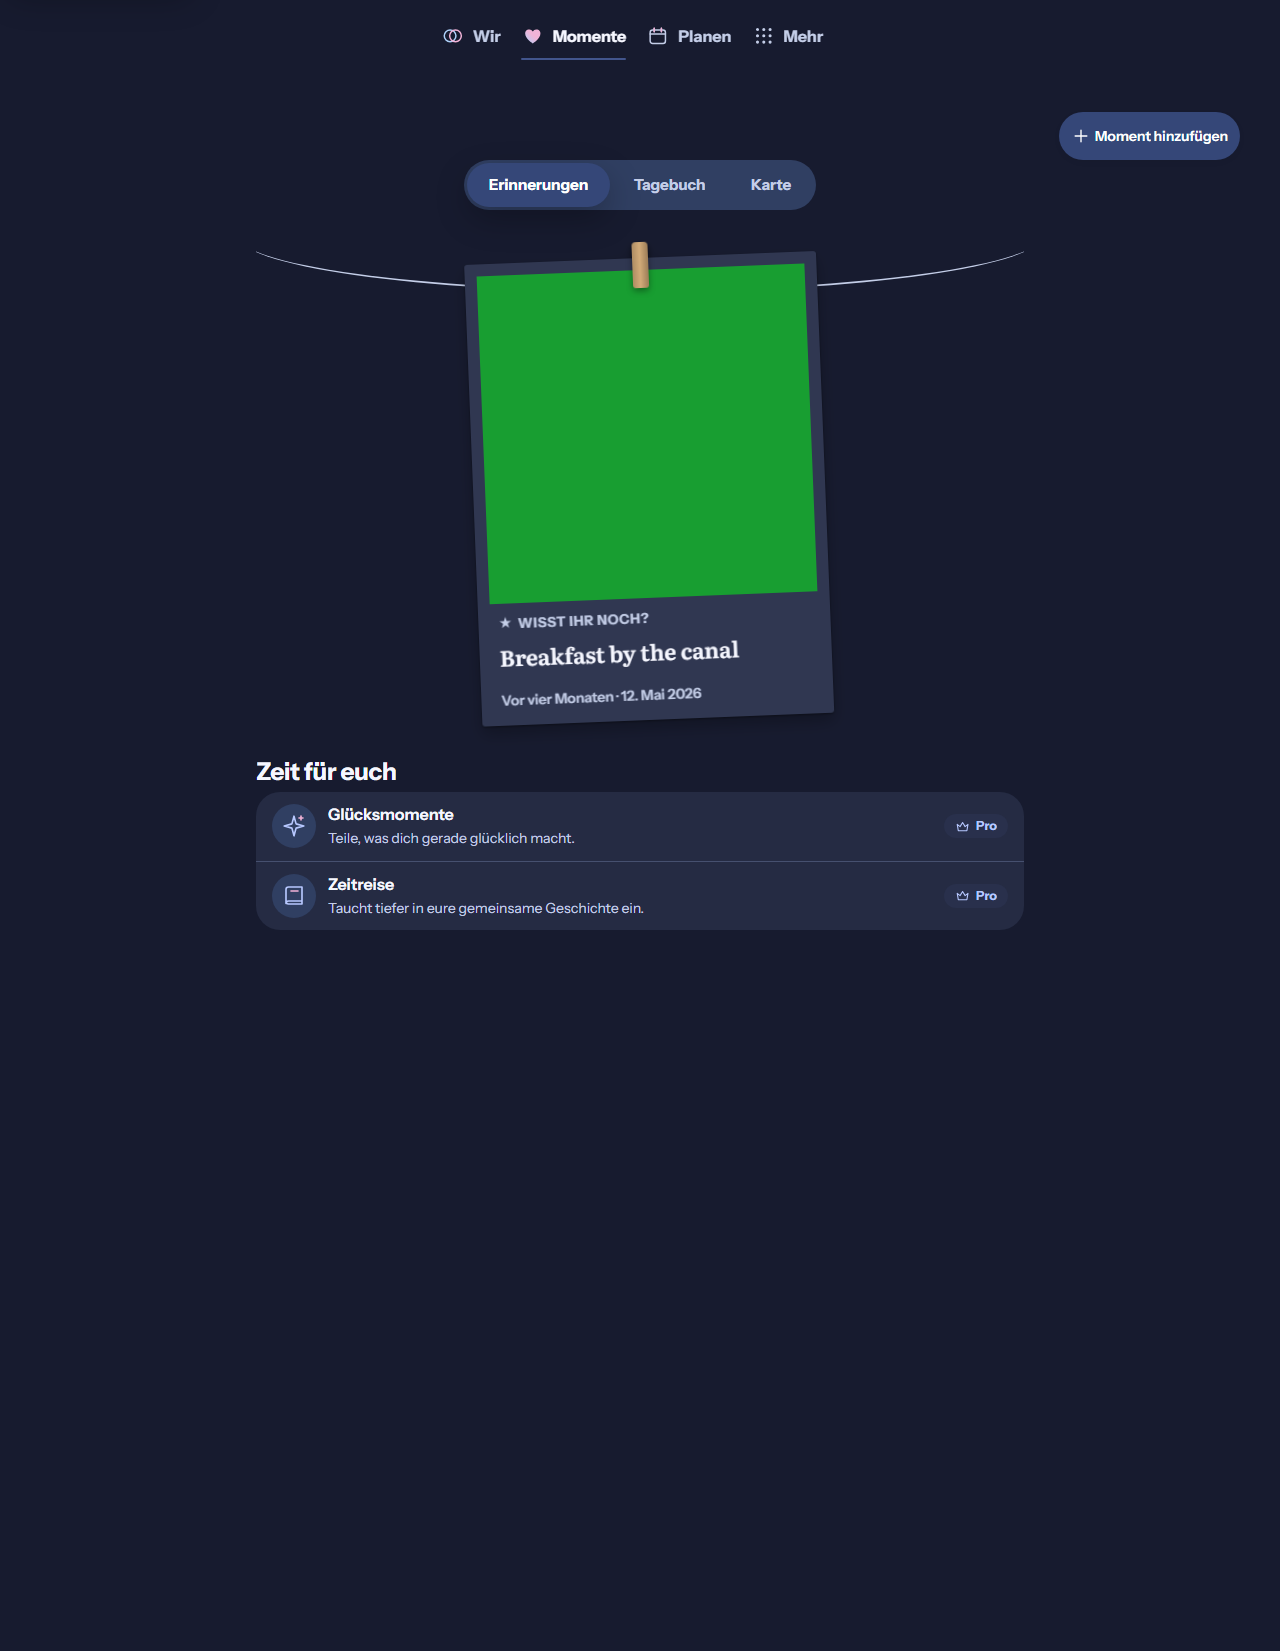 Wir
Momente
Planen
Mehr
Moment hinzufügen
Erinnerungen
Tagebuch
Karte
★ WISST IHR NOCH?
Breakfast by the canal
Vor vier Monaten · 12. Mai 2026
Zeit für euch
Glücksmomente
Teile, was dich gerade glücklich macht.
Pro
Zeitreise
Taucht tiefer in eure gemeinsame Geschichte ein.
Pro